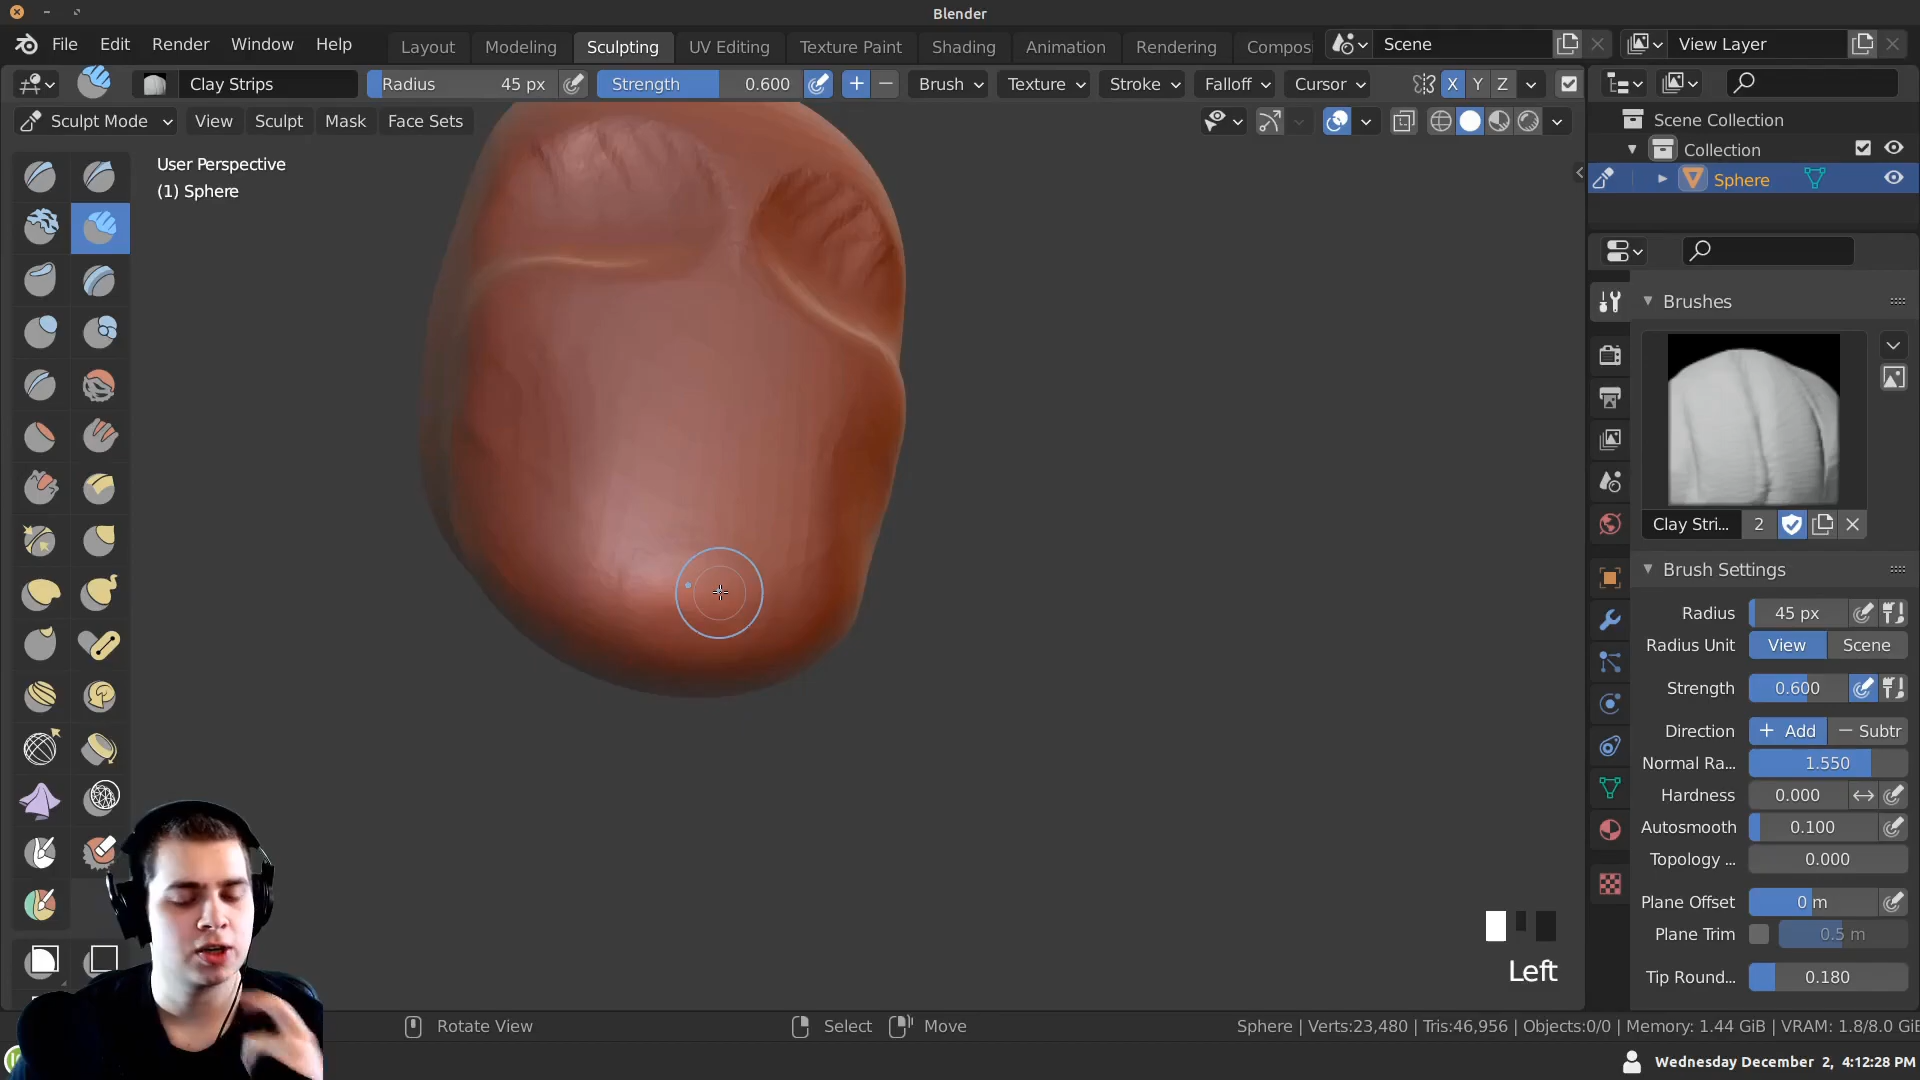 Blender
File Edit Render Window Help Layout Modeling Sculpting UV Editing Texture Paint Shading Animation Rendering Compos Scene View Layer
Clay Strips Radius 45 px Strength 0.600 Brush Texture Stroke Falloff Cursor X Y Z
Sculpt Mode View Sculpt Mask Face Sets
Scene Collection
Collection
Sphere
User Perspective
(1) Sphere
Brushes
Clay Stri... 2
Brush Settings
Radius 45 px
Radius Unit View Scene
Strength 0.600
Direction + Add − Subtr
Normal Ra... 1.550
Hardness 0.000
Autosmooth 0.100
Topology ... 0.000
Plane Offset 0 m
Plane Trim 0.5 m
Tip Round... 0.180
Left
Rotate View Select Move Sphere | Verts:23,480 | Tris:46,956 | Objects:0/0 | Memory: 1.44 GiB | VRAM: 1.8/8.0 GiB
Wednesday December 2, 4:12:28 PM